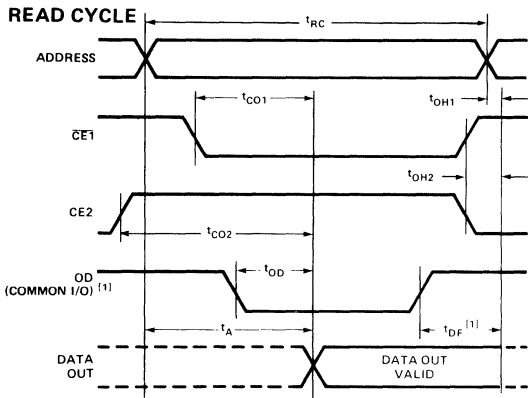 READ CYCLE
tRC
ADDRESS
tCO1
tOH1
CE1
tOH2
CE2
tCO2
OD
(COMMON I/O) [1]
tOD
tA
tDF [1]
DATA
OUT
DATA OUT
VALID